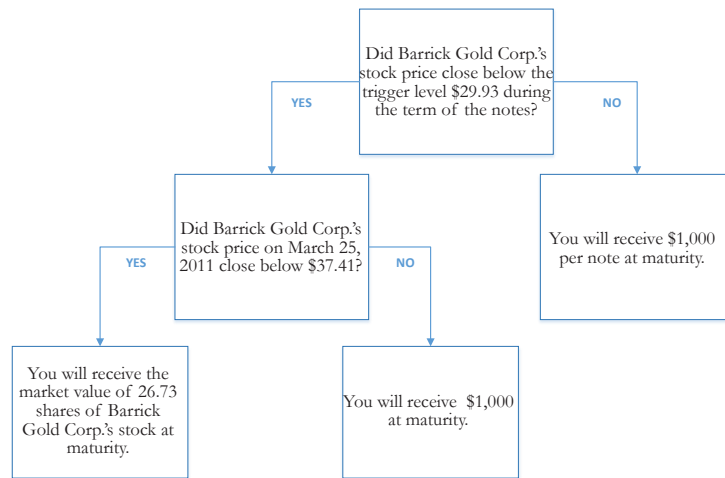 Did Barrick Gold Corp.'s
stock price close below the
trigger level $29.93 during
the term of the notes?
YES
NO
Did Barrick Gold Corp.'s
stock price on March 25,
2011 close below $37.41?
You will receive $1,000
per note at maturity.
YES
NO
You will receive the
market value of 26.73
shares of Barrick
Gold Corp.'s stock at
maturity.
You will receive $1,000
at maturity.